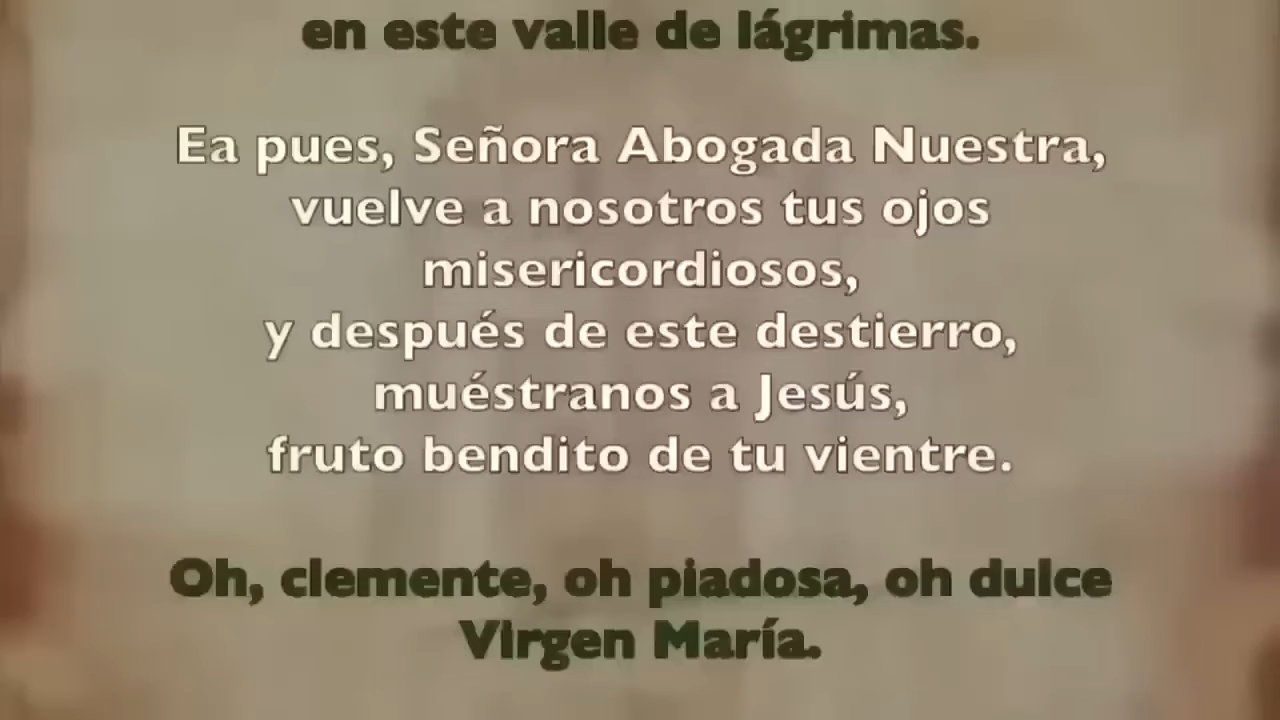 en este valle de lágrimas.
Ea pues, Señora Abogada Nuestra,
vuelve a nosotros tus ojos
misericordiosos,
y después de este destierro,
muéstranos a Jesús,
fruto bendito de tu vientre.
Oh, clemente, oh piadosa, oh dulce
Virgen María.